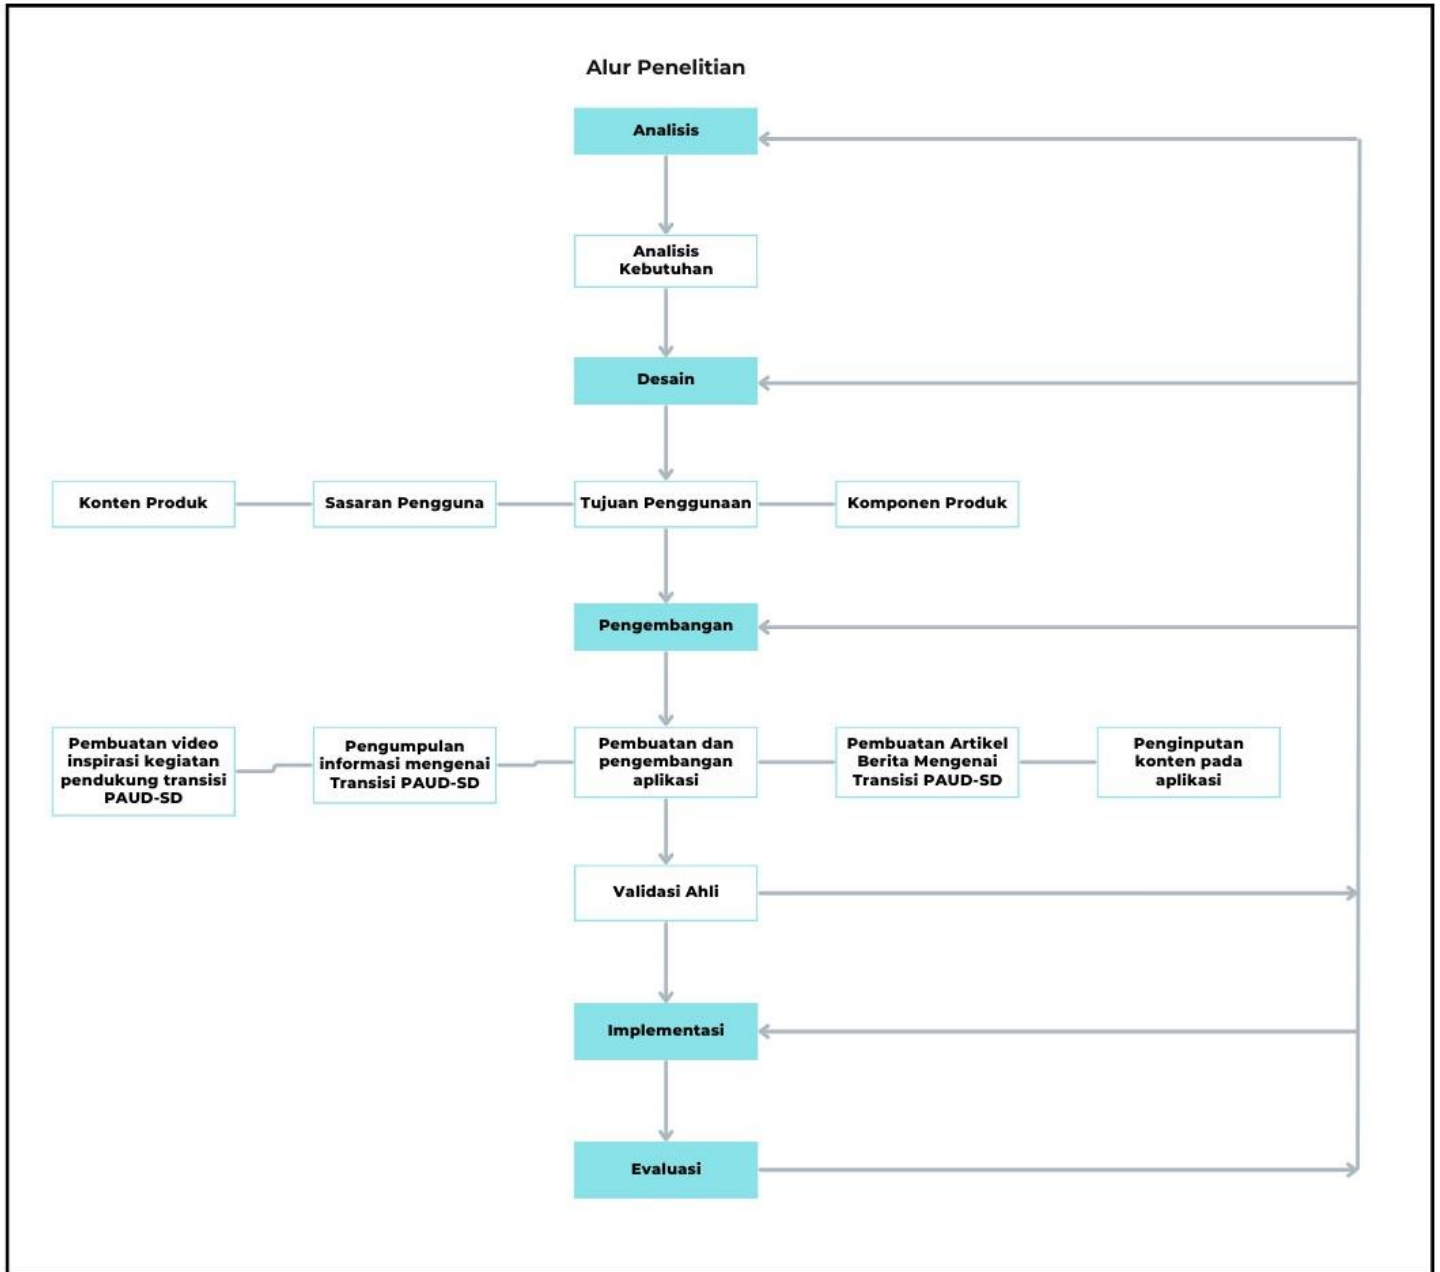 Alur Penelitian
Analisis
Analisis
Kebutuhan
Desain
Konten Produk
Sasaran Pengguna
Tujuan Penggunaan
Komponen Produk
Pengembangan
Pembuatan video
inspirasi kegiatan
pendukung transisi
PAUD-SD
Pengumpulan
informasi mengenai
Transisi PAUD-SD
Pembuatan dan
pengembangan
aplikasi
Pembuatan Artikel
Berita Mengenai
Transisi PAUD-SD
Penginputan
konten pada
aplikasi
Validasi Ahli
Implementasi
Evaluasi